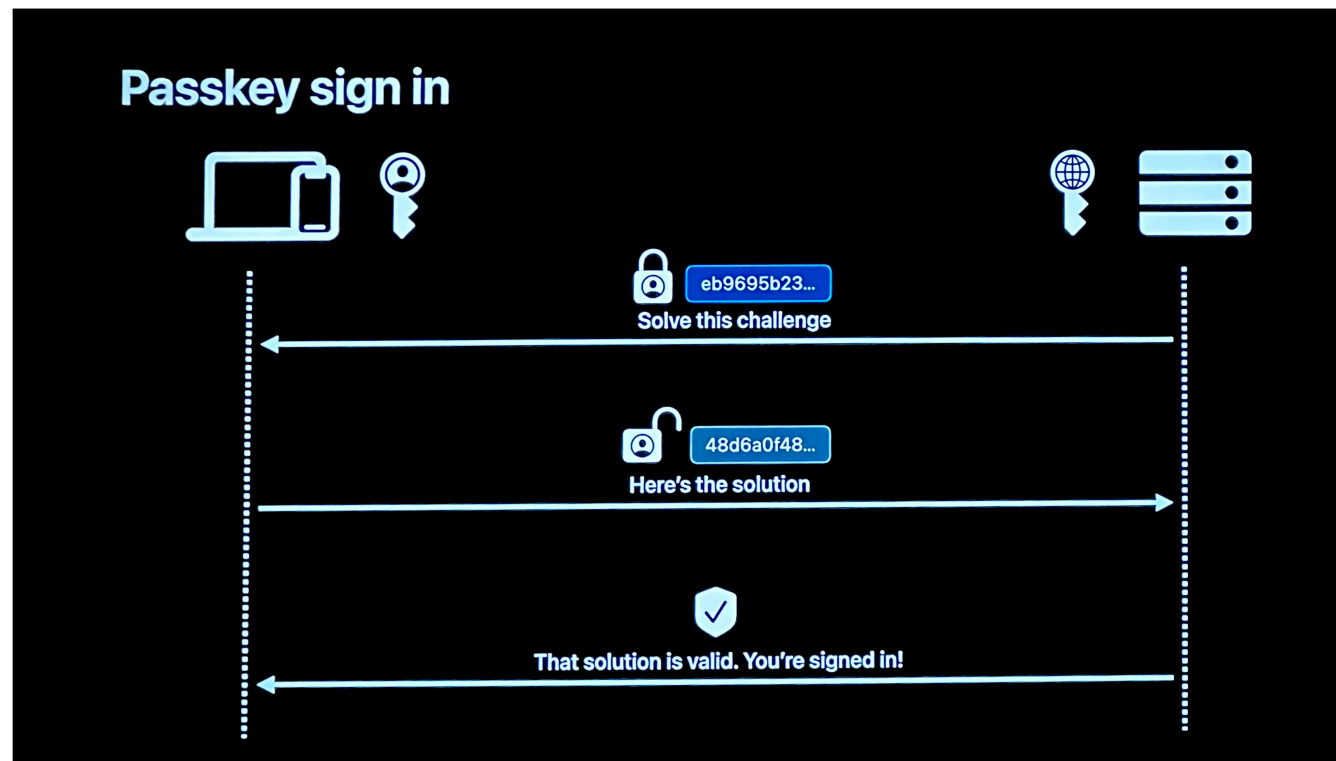 Passkey sign in
eb9695b23...
Solve this challenge
48d6a0f48...
Here's the solution
That solution is valid. You're signed in!